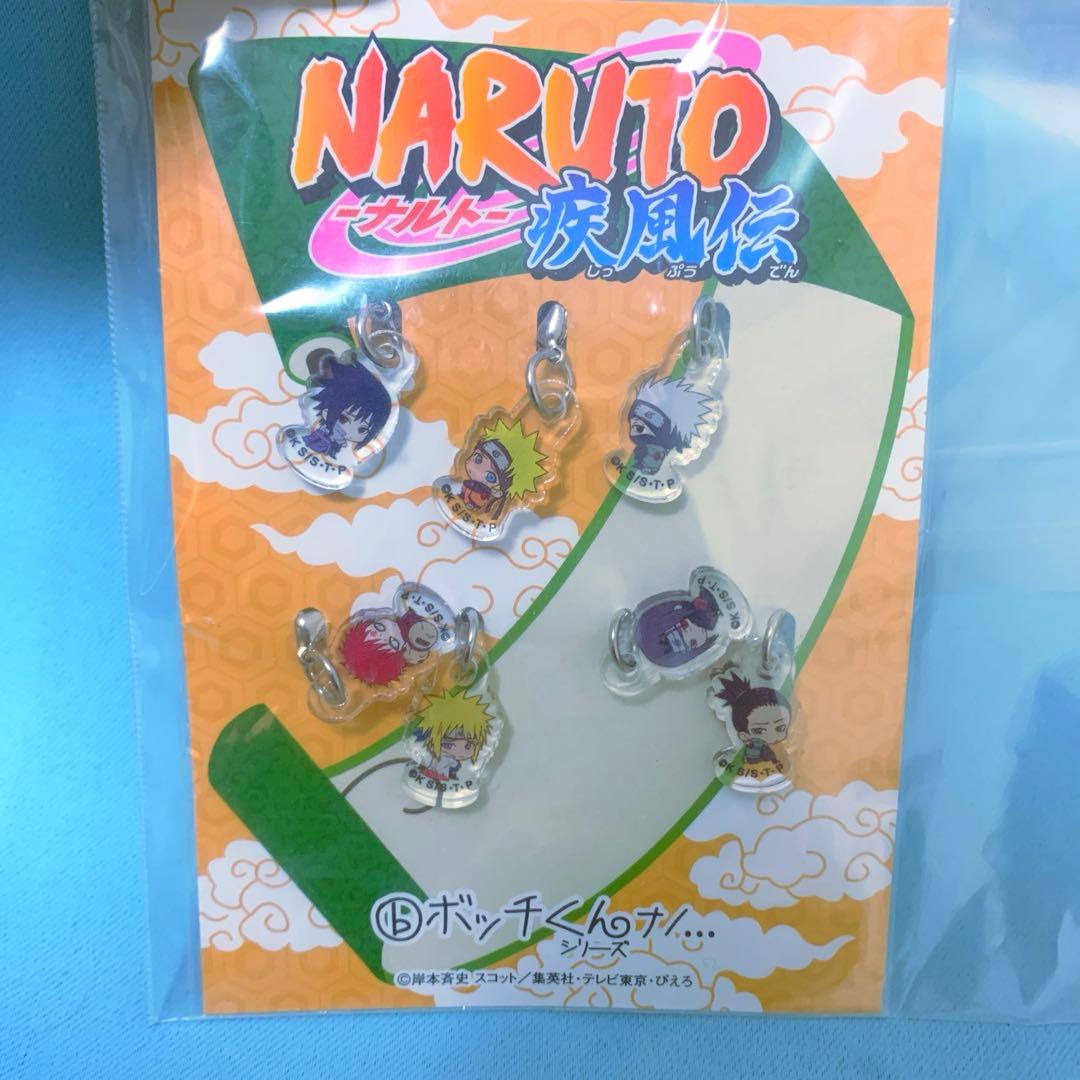 NARUTO
-ナルト-
疾風伝
しっ ぷう でん
©K S/S・T・P
©K S/S・T・P
©K S/S・T・P
©K S/S・T・P
©K S/S・T・P
©K S/S・T・P
©K S/S・T・P
b ボッチくんナノ...
シリーズ
©岸本斉史 スコット／集英社・テレビ東京・ぴえろ